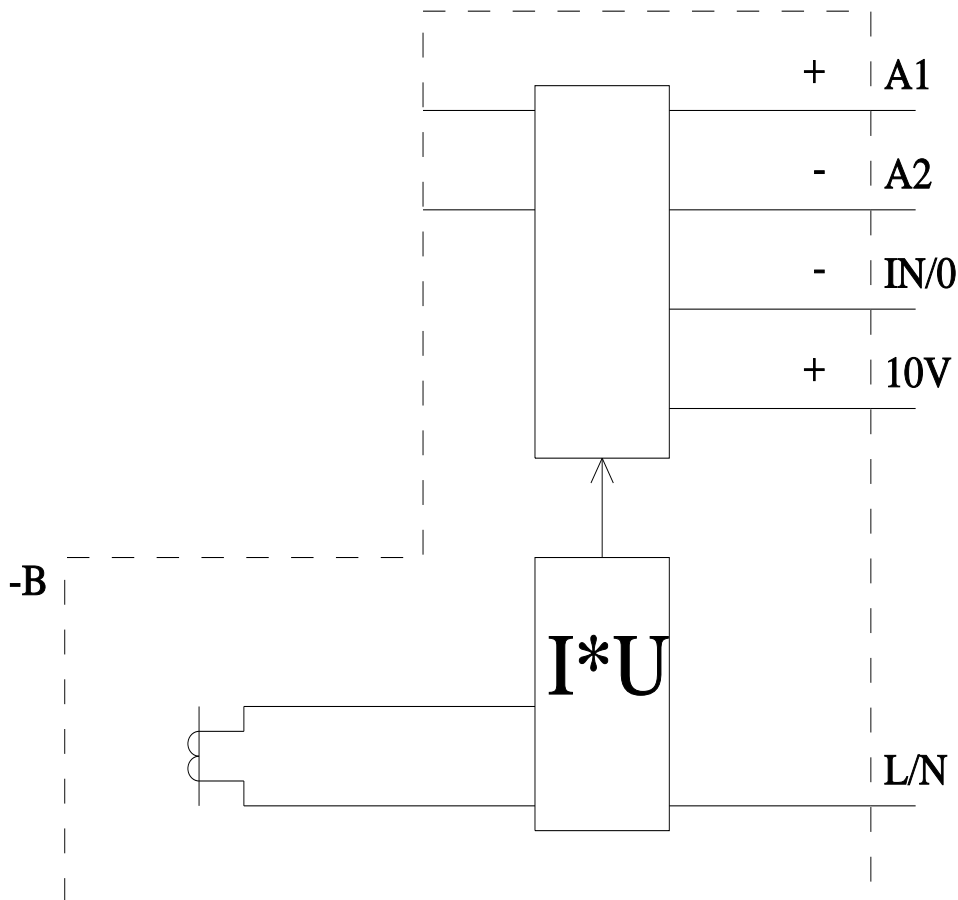 + A1
- A2
- IN/0
+ 10V
-B
I*U
L/N